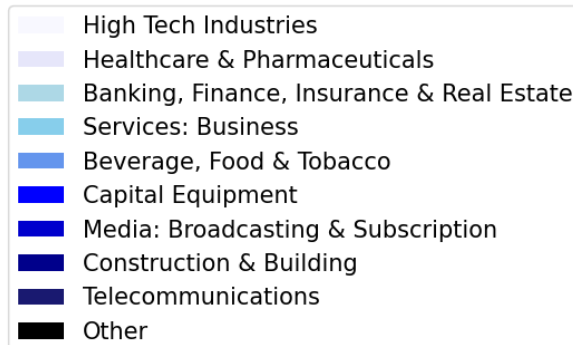 High Tech Industries
Healthcare & Pharmaceuticals
Banking, Finance, Insurance & Real Estate
Services: Business
Beverage, Food & Tobacco
Capital Equipment
Media: Broadcasting & Subscription
Construction & Building
Telecommunications
Other